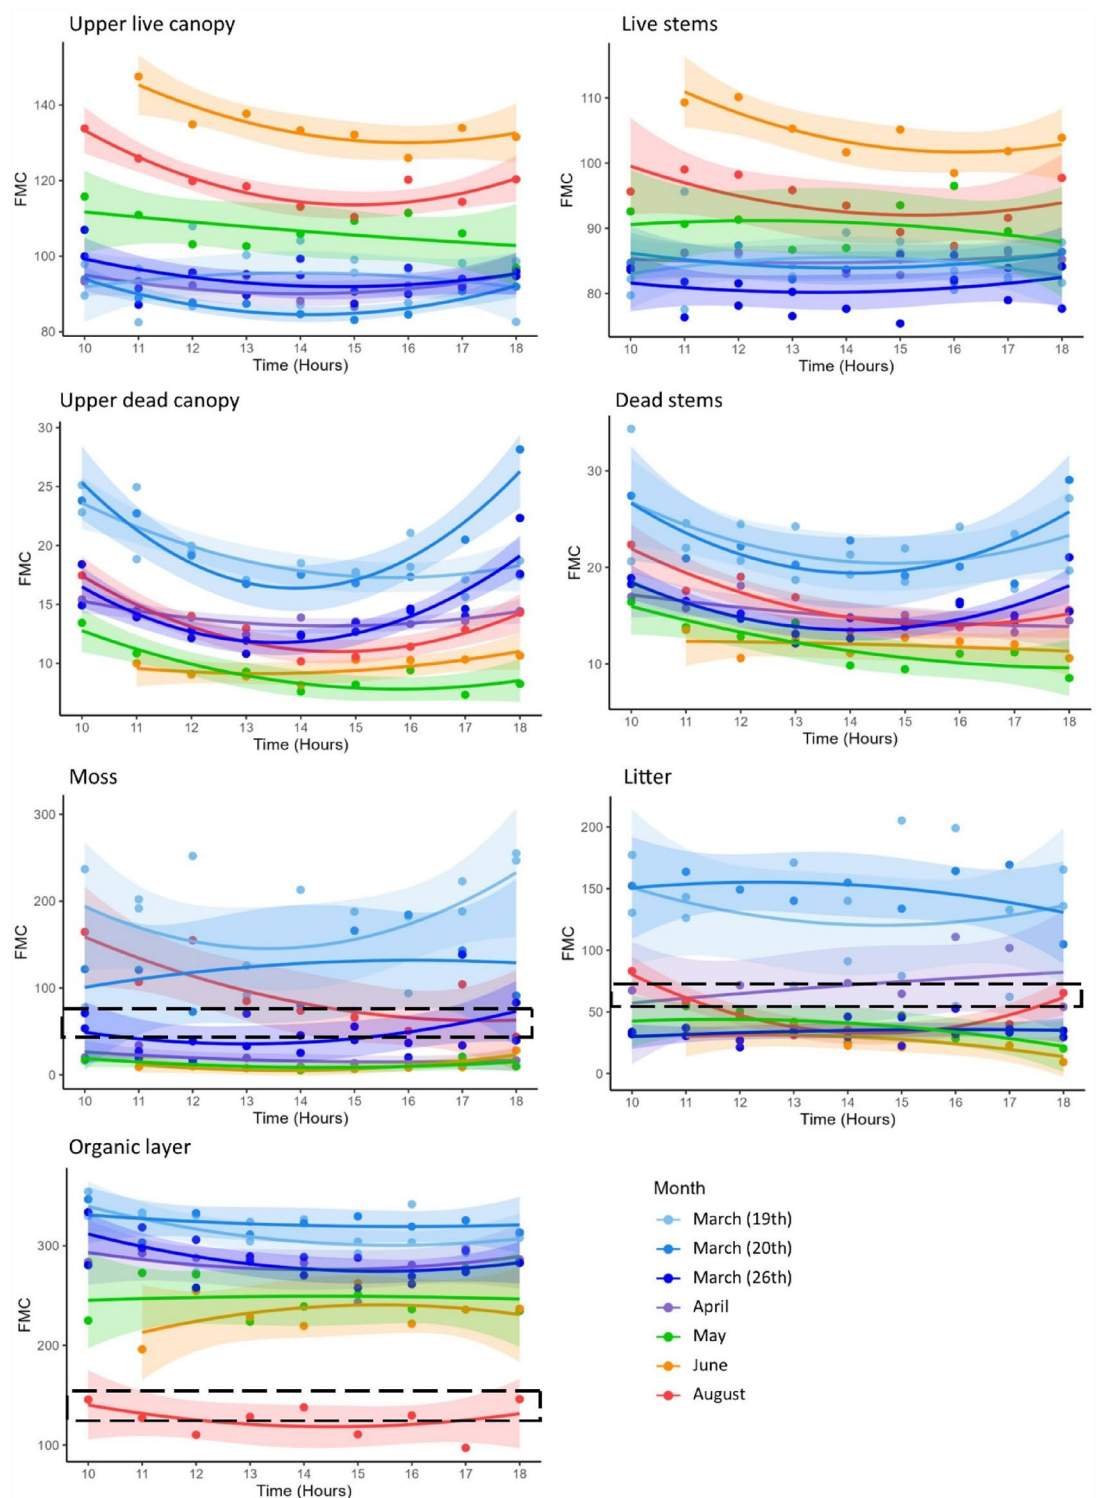 Upper live canopy
Live stems
FMC
140
120
100
80
10 11 12 13 14 15 16 17 18
Time (Hours)
FMC
110
100
90
80
10 11 12 13 14 15 16 17 18
Time (Hours)
Upper dead canopy
Dead stems
FMC
30
25
20
15
10
10 11 12 13 14 15 16 17 18
Time (Hours)
FMC
30
20
10
10 11 12 13 14 15 16 17 18
Time (Hours)
Moss
Litter
FMC
300
200
100
0
10 11 12 13 14 15 16 17 18
Time (Hours)
FMC
200
150
100
50
0
10 11 12 13 14 15 16 17 18
Time (Hours)
Organic layer
FMC
300
200
100
10 11 12 13 14 15 16 17 18
Time (Hours)
Month
March (19th)
March (20th)
March (26th)
April
May
June
August